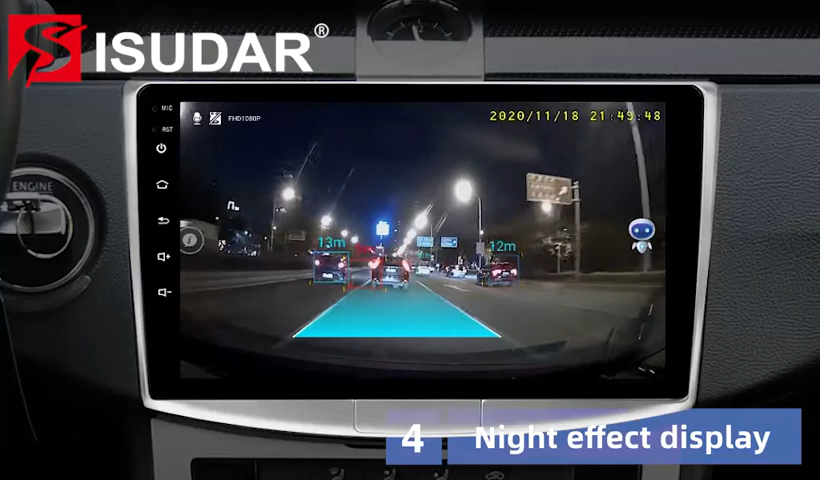 ISUDAR®
MIC
RST
FHD1080P
2020/11/18 21:49:48
ENGINE
13m
12m
4 Night effect display